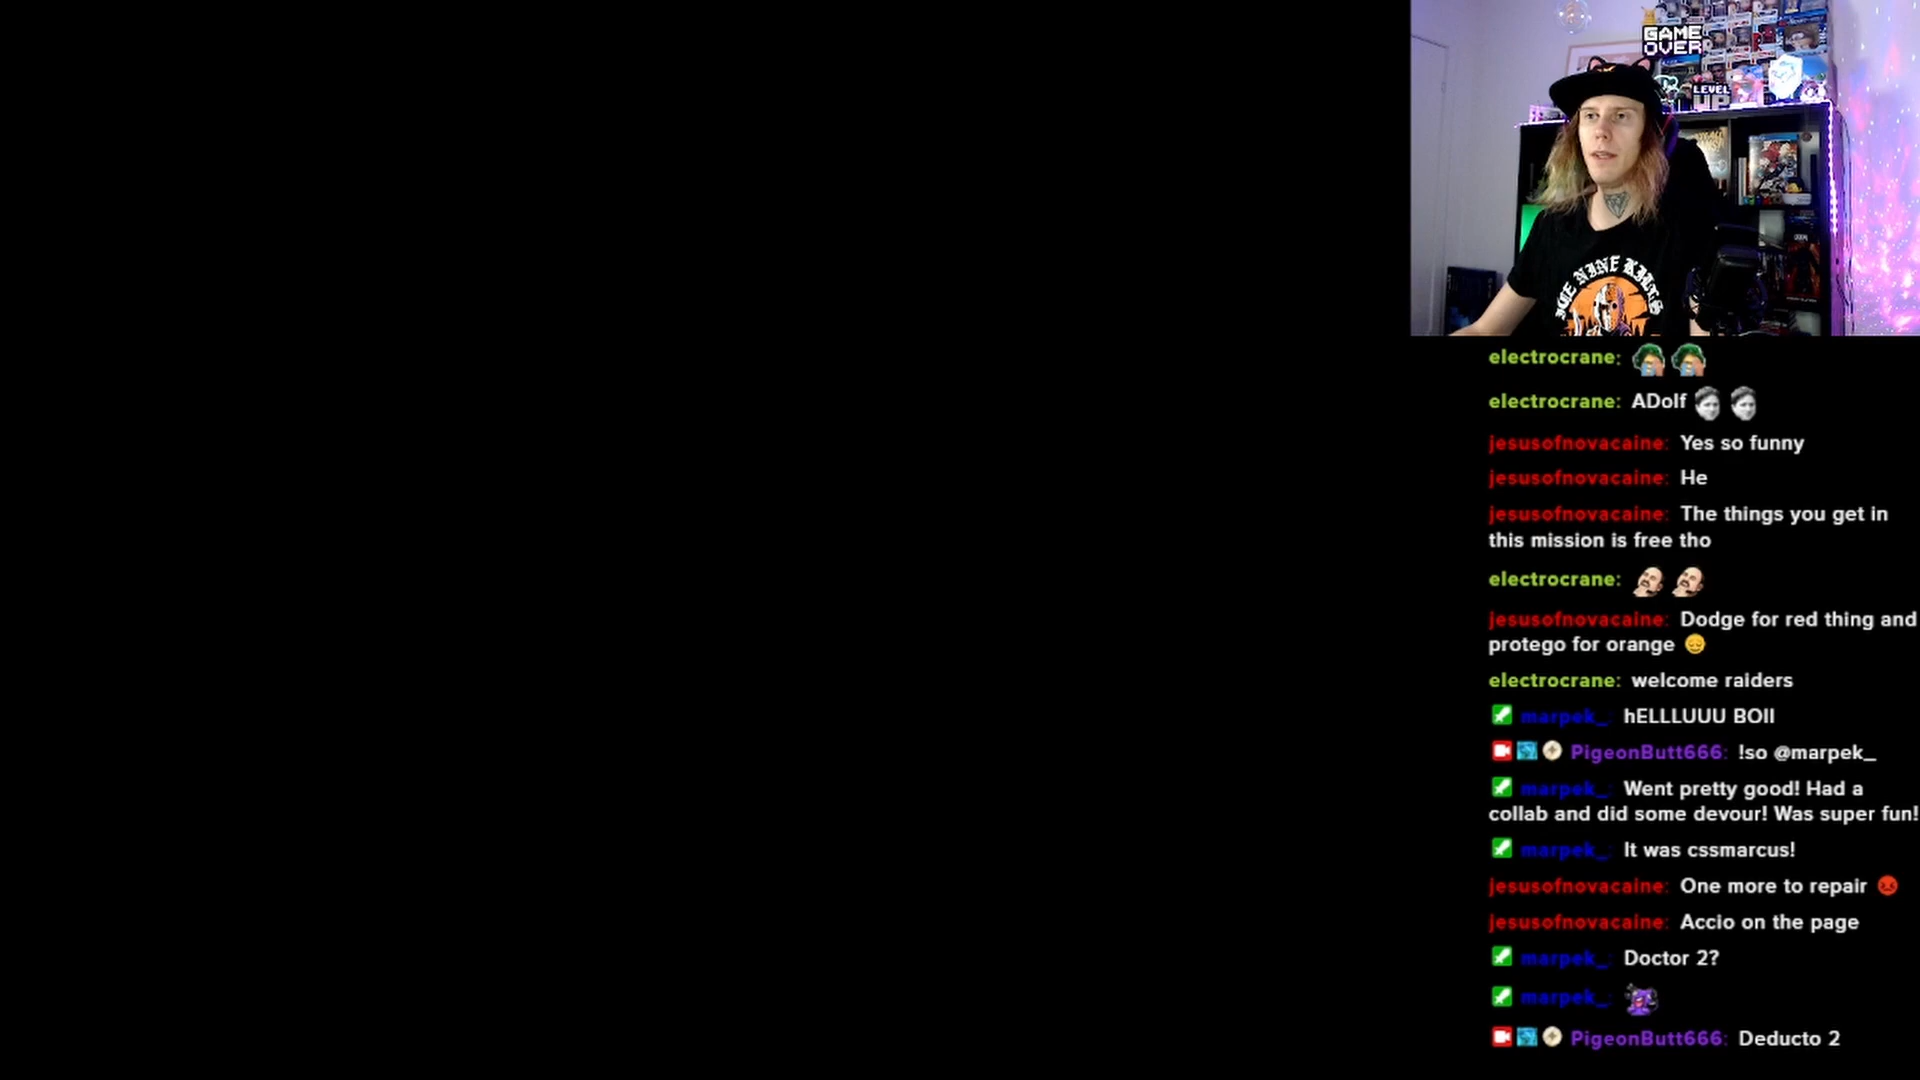 GAME
OVER
LEVEL
UP
ICE NINE KILLS
electrocrane:
electrocrane: ADolf
jesusofnovacaine: Yes so funny
jesusofnovacaine: He
jesusofnovacaine: The things you get in
this mission is free tho
electrocrane:
jesusofnovacaine: Dodge for red thing and
protego for orange
electrocrane: welcome raiders
marpek_: hELLLUUU BOII
PigeonButt666: !so @marpek_
marpek_: Went pretty good! Had a
collab and did some devour! Was super fun!
marpek_: It was cssmarcus!
jesusofnovacaine: One more to repair
jesusofnovacaine: Accio on the page
marpek_: Doctor 2?
marpek_:
PigeonButt666: Deducto 2